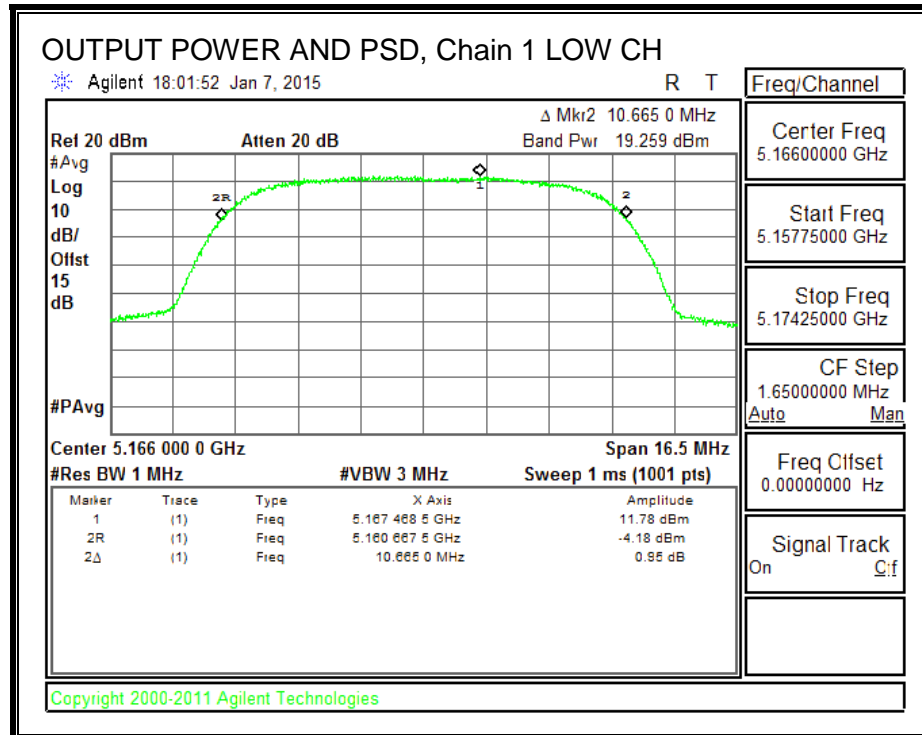 OUTPUT POWER AND PSD, Chain 1 LOW CH
Agilent 18:01:52 Jan 7, 2015 R T
Δ Mkr2 10.665 0 MHz
Ref 20 dBm Atten 20 dB Band Pwr 19.259 dBm
#Avg
Log
10
dB/
Offst
15
dB
2R
1
2
#PAvg
Center 5.166 000 0 GHz Span 16.5 MHz
#Res BW 1 MHz #VBW 3 MHz Sweep 1 ms (1001 pts)
Marker Trace Type X Axis Amplitude
1 (1) Freq 5.167 468 5 GHz 11.78 dBm
2R (1) Freq 5.160 667 5 GHz -4.18 dBm
2Δ (1) Freq 10.665 0 MHz 0.95 dB
Freq/Channel
Center Freq
5.16600000 GHz
Start Freq
5.15775000 GHz
Stop Freq
5.17425000 GHz
CF Step
1.65000000 MHz
Auto Man
Freq Offset
0.00000000 Hz
Signal Track
On Off
Copyright 2000-2011 Agilent Technologies